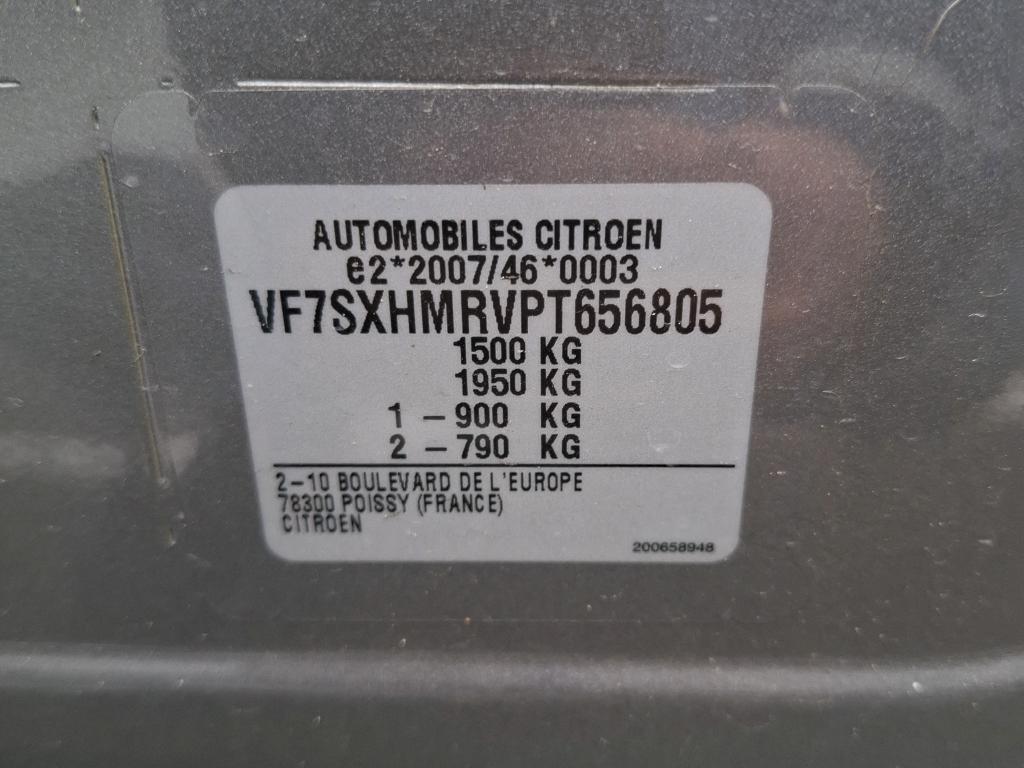 AUTOMOBILES CITROEN
e2*2007/46*0003
VF7SXHMRVPT656805
1500 KG
1950 KG
1 - 900 KG
2 - 790 KG
2-10 BOULEVARD DE L'EUROPE
78300 POISSY (FRANCE)
CITROEN
200658948